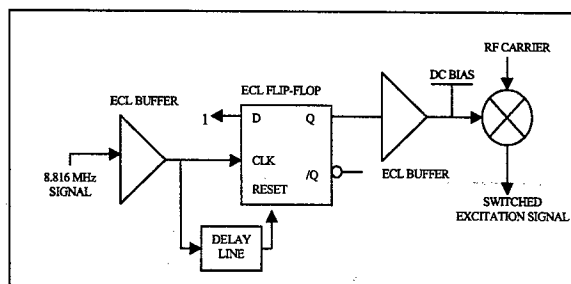 RF CARRIER
DC BIAS
ECL FLIP-FLOP
ECL BUFFER
1
D
Q
CLK
/Q
RESET
8.816 MHz
SIGNAL
ECL BUFFER
DELAY
LINE
SWITCHED
EXCITATION SIGNAL